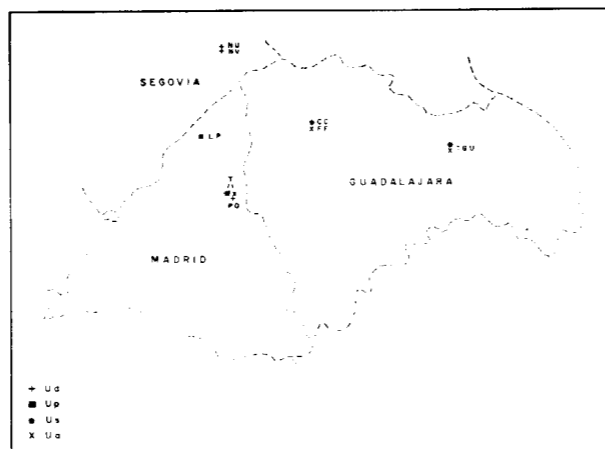 NU
NV
SEGOVIA
LP
CC
FF
GU
GUADALAJARA
T
PO
MADRID
+ Ud
■ Up
● Us
x Ua